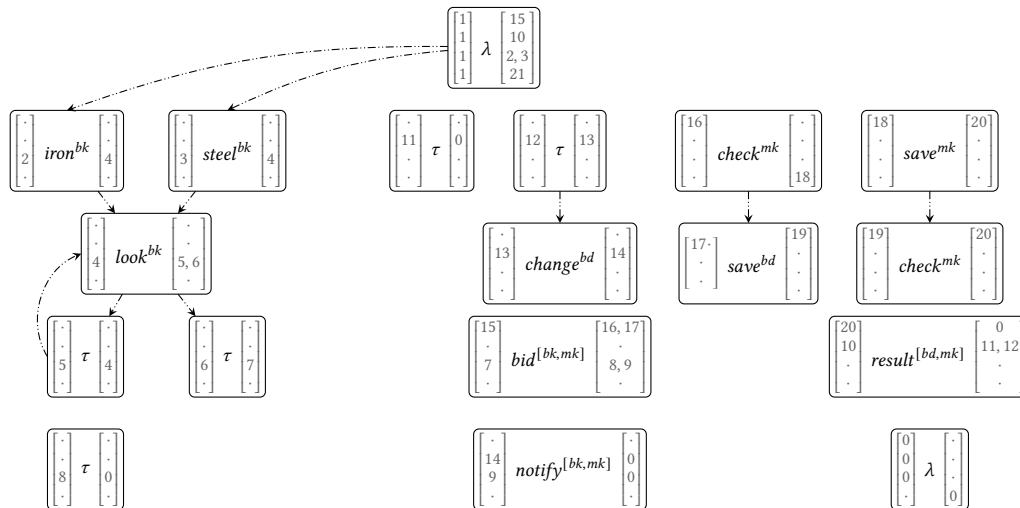 [1 1 1 1] λ [15 10 2, 3 21]
[· · 2 ·] iron^bk [· · 4 ·]
[· · 3 ·] steel^bk [· · 4 ·]
[· 11 · ·] τ [· 0 · ·]
[· 12 · ·] τ [· 13 · ·]
[16 · · ·] check^mk [· · · 18]
[18 · · ·] save^mk [20 · · ·]
[· · 4 ·] look^bk [· · 5, 6 ·]
[· 13 · ·] change^bd [· 14 · ·]
[17· · ·] save^bd [19 · · ·]
[19 · · ·] check^mk [20 · · ·]
[· · 5 ·] τ [· · 4 ·]
[· · 6 ·] τ [· · 7 ·]
[15 · 7 ·] bid^[bk,mk] [16, 17 · 8, 9 ·]
[20 10 · ·] result^[bd,mk] [0 11, 12 · ·]
[· · 8 ·] τ [· · 0 ·]
[· 14 9 ·] notify^[bk,mk] [· 0 0 ·]
[0 0 0 ·] λ [· · · 0]